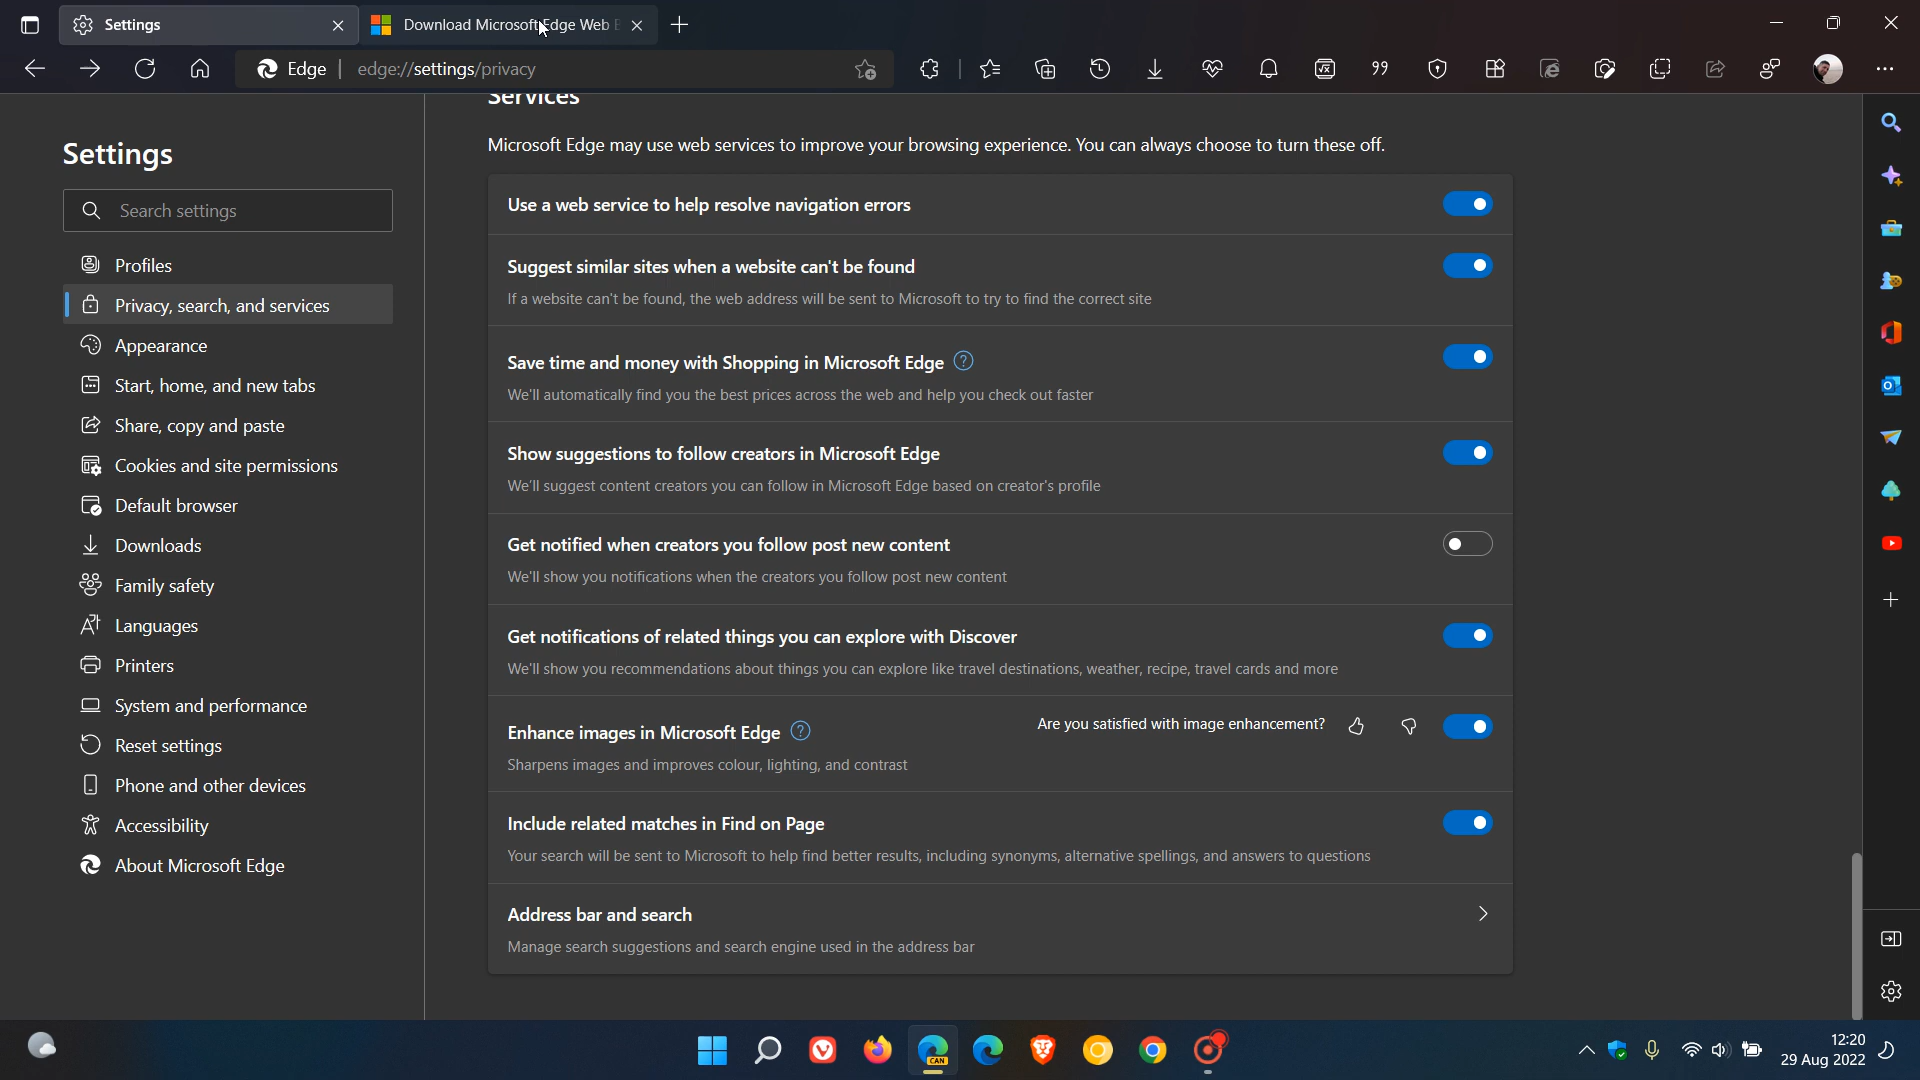 Settings
Download Microsoft Edge Web
Edge
edge://settings/privacy
Services
Microsoft Edge may use web services to improve your browsing experience. You can always choose to turn these off.
Settings
Search settings
Profiles
Privacy, search, and services
Appearance
Start, home, and new tabs
Share, copy and paste
Cookies and site permissions
Default browser
Downloads
Family safety
Languages
Printers
System and performance
Reset settings
Phone and other devices
Accessibility
About Microsoft Edge
Use a web service to help resolve navigation errors
Suggest similar sites when a website can't be found
If a website can't be found, the web address will be sent to Microsoft to try to find the correct site
Save time and money with Shopping in Microsoft Edge
We'll automatically find you the best prices across the web and help you check out faster
Show suggestions to follow creators in Microsoft Edge
We'll suggest content creators you can follow in Microsoft Edge based on creator's profile
Get notified when creators you follow post new content
We'll show you notifications when the creators you follow post new content
Get notifications of related things you can explore with Discover
We'll show you recommendations about things you can explore like travel destinations, weather, recipe, travel cards and more
Enhance images in Microsoft Edge
Are you satisfied with image enhancement?
Sharpens images and improves colour, lighting, and contrast
Include related matches in Find on Page
Your search will be sent to Microsoft to help find better results, including synonyms, alternative spellings, and answers to questions
Address bar and search
Manage search suggestions and search engine used in the address bar
CAN
12:20
29 Aug 2022